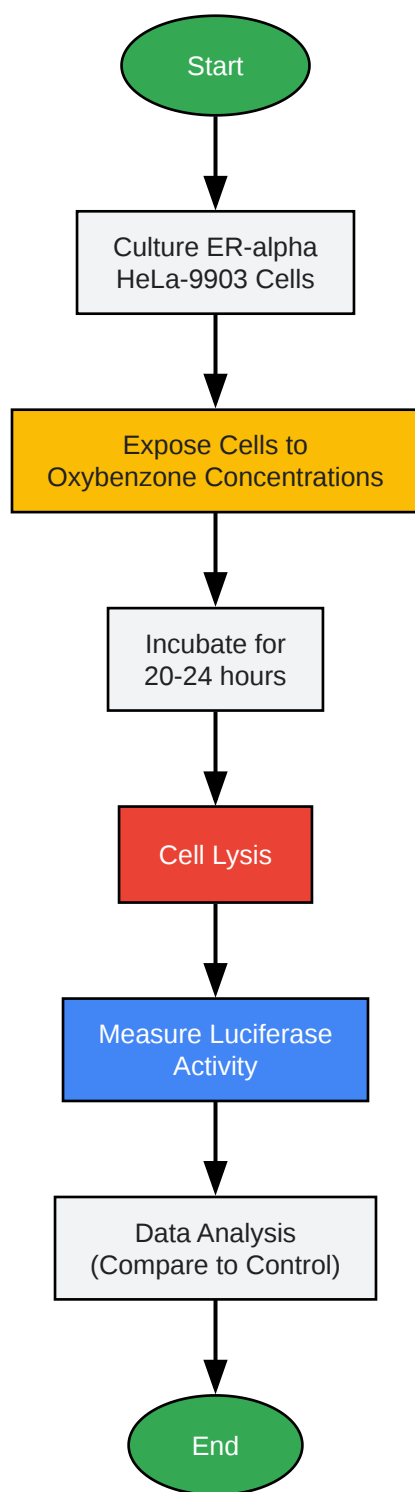 Start
Culture ER-alpha
HeLa-9903 Cells
Expose Cells to
Oxybenzone Concentrations
Incubate for
20-24 hours
Cell Lysis
Measure Luciferase
Activity
Data Analysis
(Compare to Control)
End